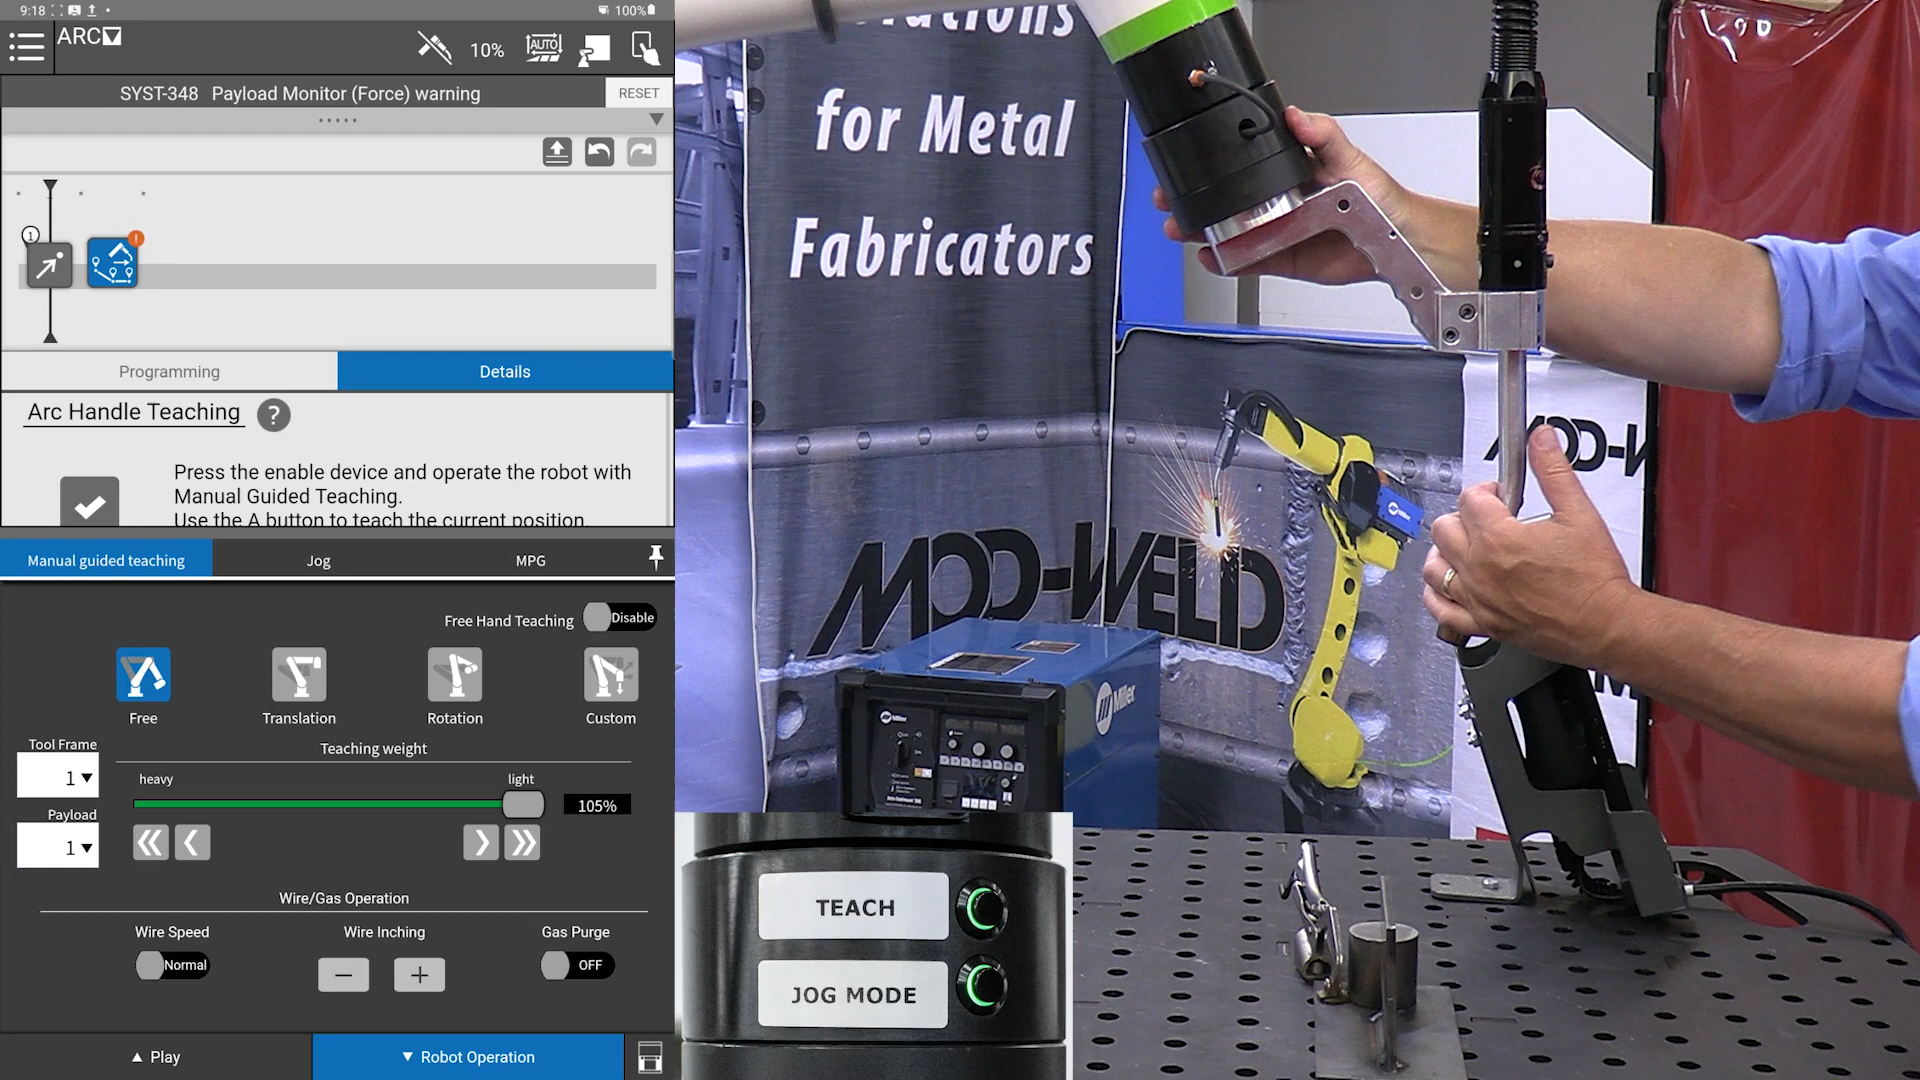 9:18
100%
ARC
10%
AUTO
SYST-348 Payload Monitor (Force) warning
RESET
1
!
Programming
Details
Arc Handle Teaching
?
Press the enable device and operate the robot with
Manual Guided Teaching.
Use the A button to teach the current position.
Manual guided teaching
Jog
MPG
Free Hand Teaching
Disable
Free
Translation
Rotation
Custom
Tool Frame
1
Teaching weight
heavy
light
105%
Payload
1
Wire/Gas Operation
Wire Speed
Wire Inching
Gas Purge
Normal
OFF
Play
Robot Operation
for Metal
Fabricators
MOD-WELD
MOD-W
Miller
Miller
TEACH
JOG MODE